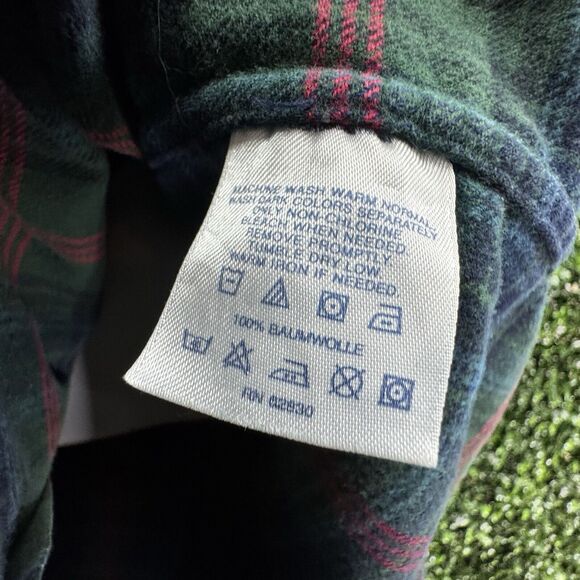 MACHINE WASH WARM NORMAL
WASH DARK COLORS SEPARATELY
ONLY NON-CHLORINE
BLEACH WHEN NEEDED.
REMOVE PROMPTLY.
TUMBLE DRY LOW
WARM IRON IF NEEDED.
100% BAUMWOLLE
RN 62630